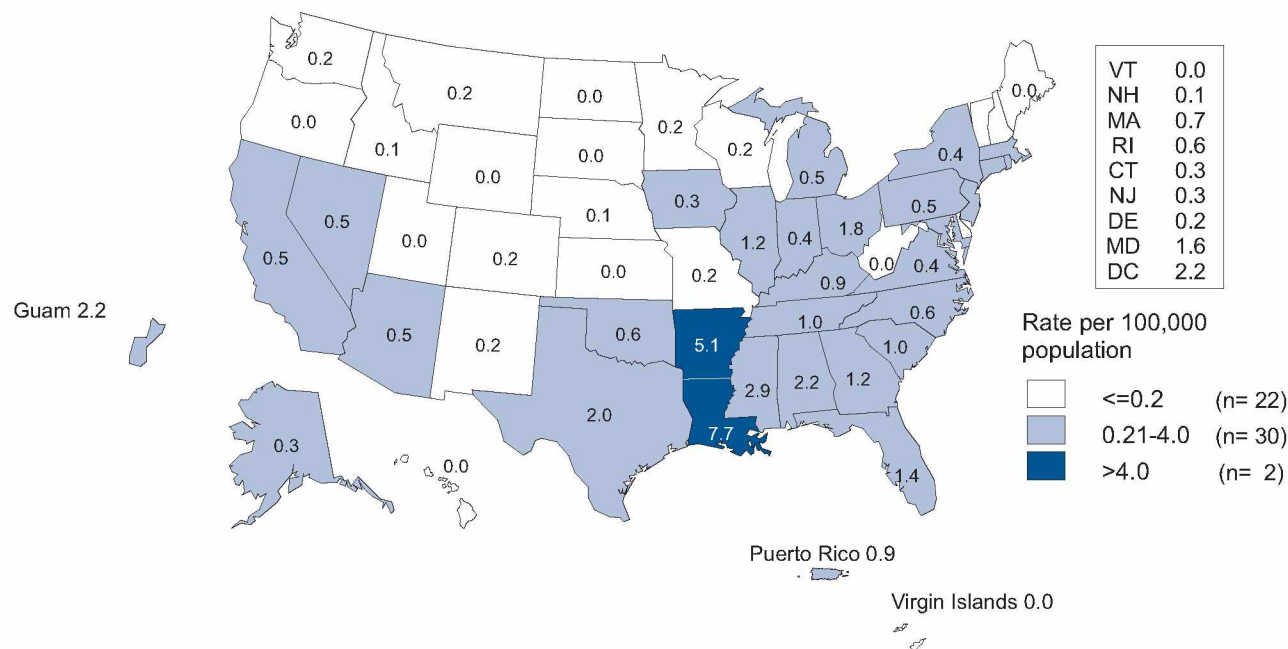 0.2
0.2
0.0
0.2
0.0
0.0
0.1
0.0
0.2
0.0
0.2
0.5
0.4
0.3
0.1
0.5
0.5
0.5
0.0
0.2
0.0
0.2
1.2
0.4
1.8
0.0
0.4
0.9
0.5
0.5
0.2
0.6
5.1
1.0
0.6
1.0
2.0
7.7
2.9
2.2
1.2
1.4
0.3
0.0
Guam 2.2
Puerto Rico 0.9
Virgin Islands 0.0
VT 0.0
NH 0.1
MA 0.7
RI 0.6
CT 0.3
NJ 0.3
DE 0.2
MD 1.6
DC 2.2
Rate per 100,000
population
<=0.2 (n= 22)
0.21-4.0 (n= 30)
>4.0 (n= 2)